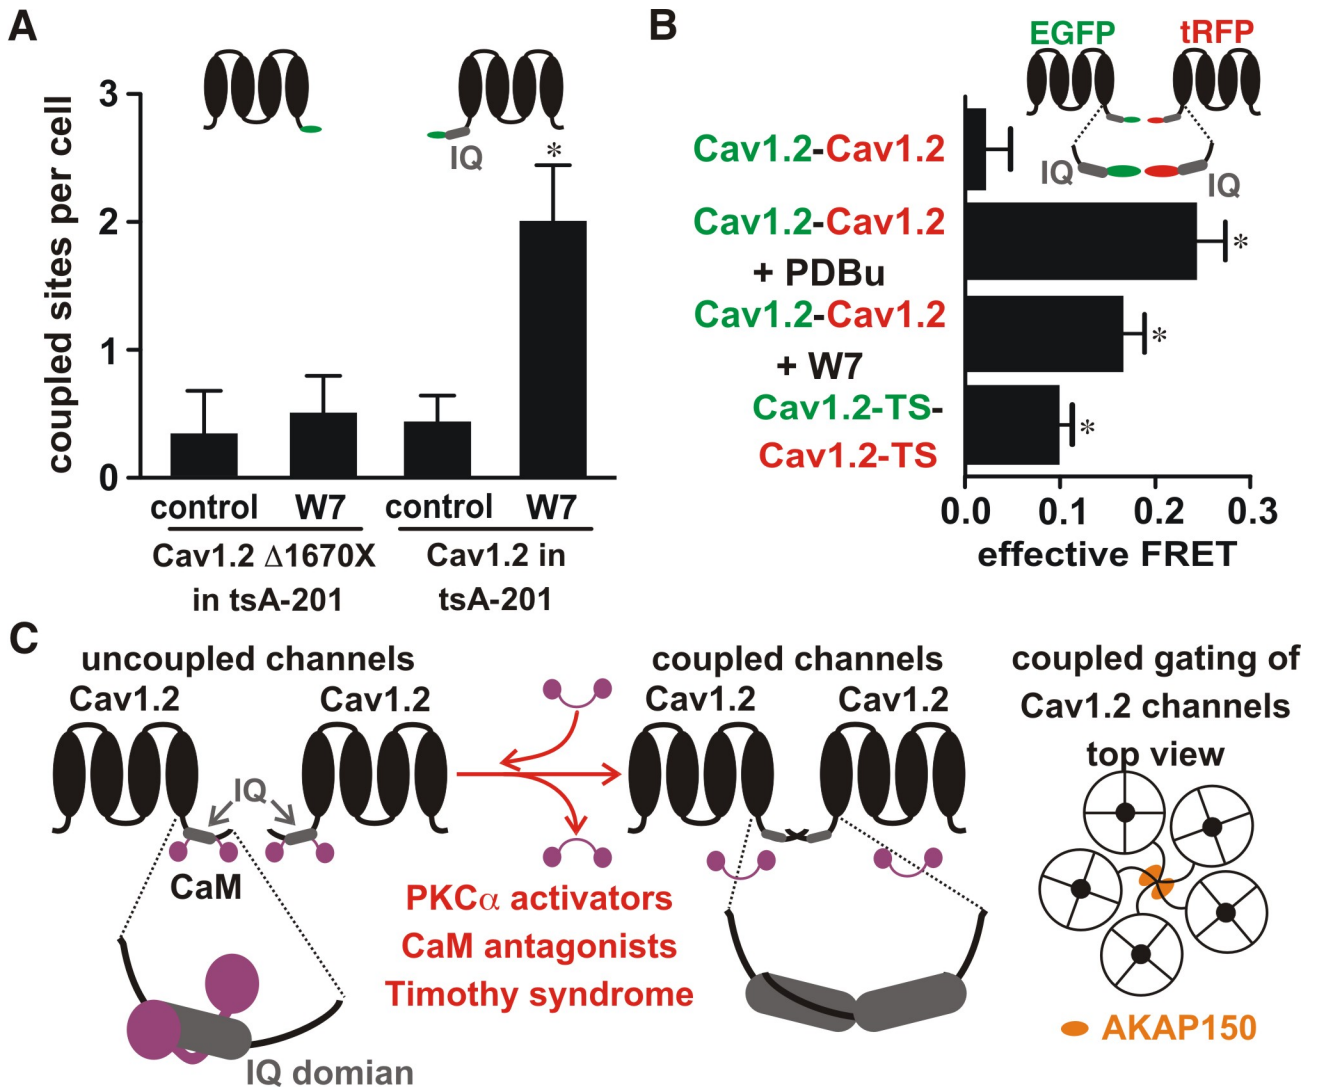 A
coupled sites per cell
3
2
1
0
IQ
*
control
W7
control
W7
Cav1.2 Δ1670X
in tsA-201
Cav1.2 in
tsA-201
B
EGFP
tRFP
IQ
IQ
Cav1.2-Cav1.2
Cav1.2-Cav1.2
+ PDBu
*
Cav1.2-Cav1.2
+ W7
*
Cav1.2-TS-
Cav1.2-TS
*
0.0
0.1
0.2
0.3
effective FRET
C
uncoupled channels
Cav1.2
Cav1.2
IQ
CaM
IQ domian
PKCα activators
CaM antagonists
Timothy syndrome
coupled channels
Cav1.2
Cav1.2
coupled gating of
Cav1.2 channels
top view
AKAP150